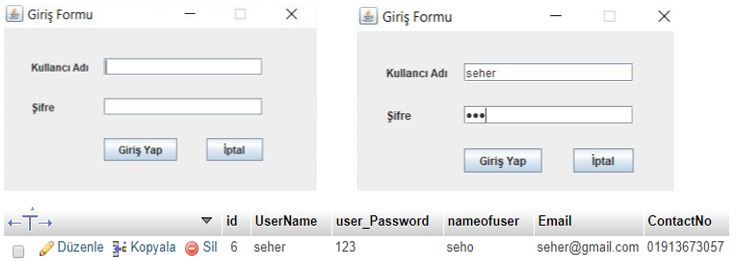 Giriş Formu
Kullancı Adı
Şifre
Giriş Yap İptal
Giriş Formu
Kullancı Adı seher
Şifre •••
Giriş Yap İptal
id UserName user_Password nameofuser Email ContactNo
Düzenle Kopyala Sil 6 seher 123 seho seher@gmail.com 01913673057